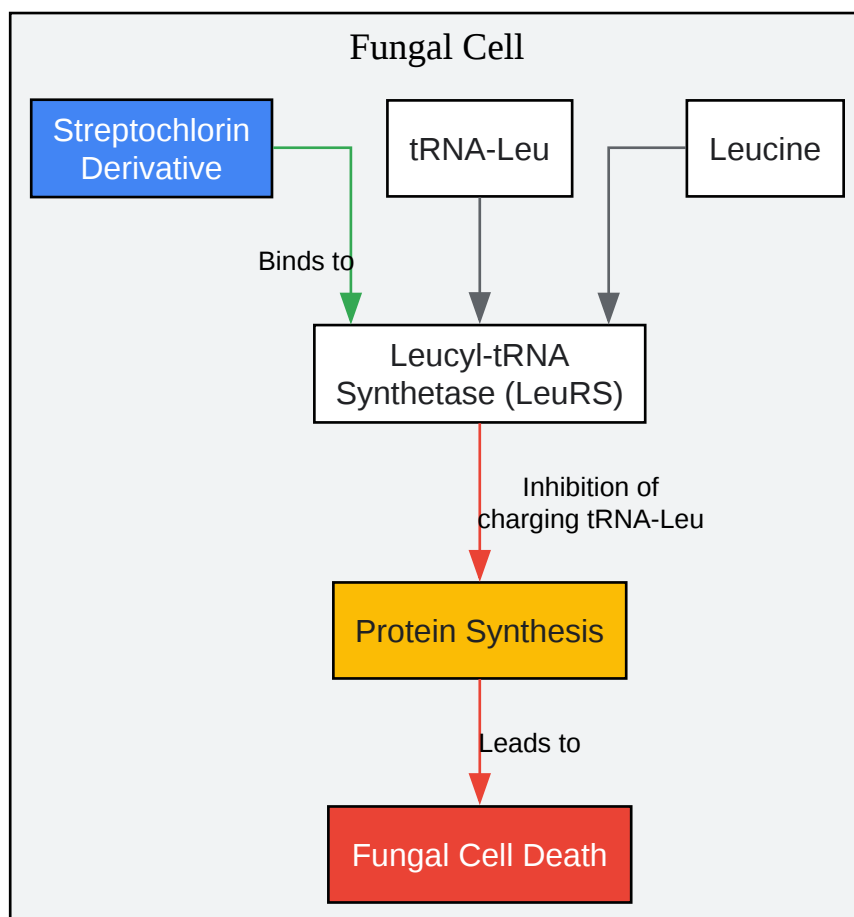 Fungal Cell
Streptochlorin
Derivative
tRNA-Leu
Leucine
Binds to
Leucyl-tRNA
Synthetase (LeuRS)
Inhibition of
charging tRNA-Leu
Protein Synthesis
Leads to
Fungal Cell Death